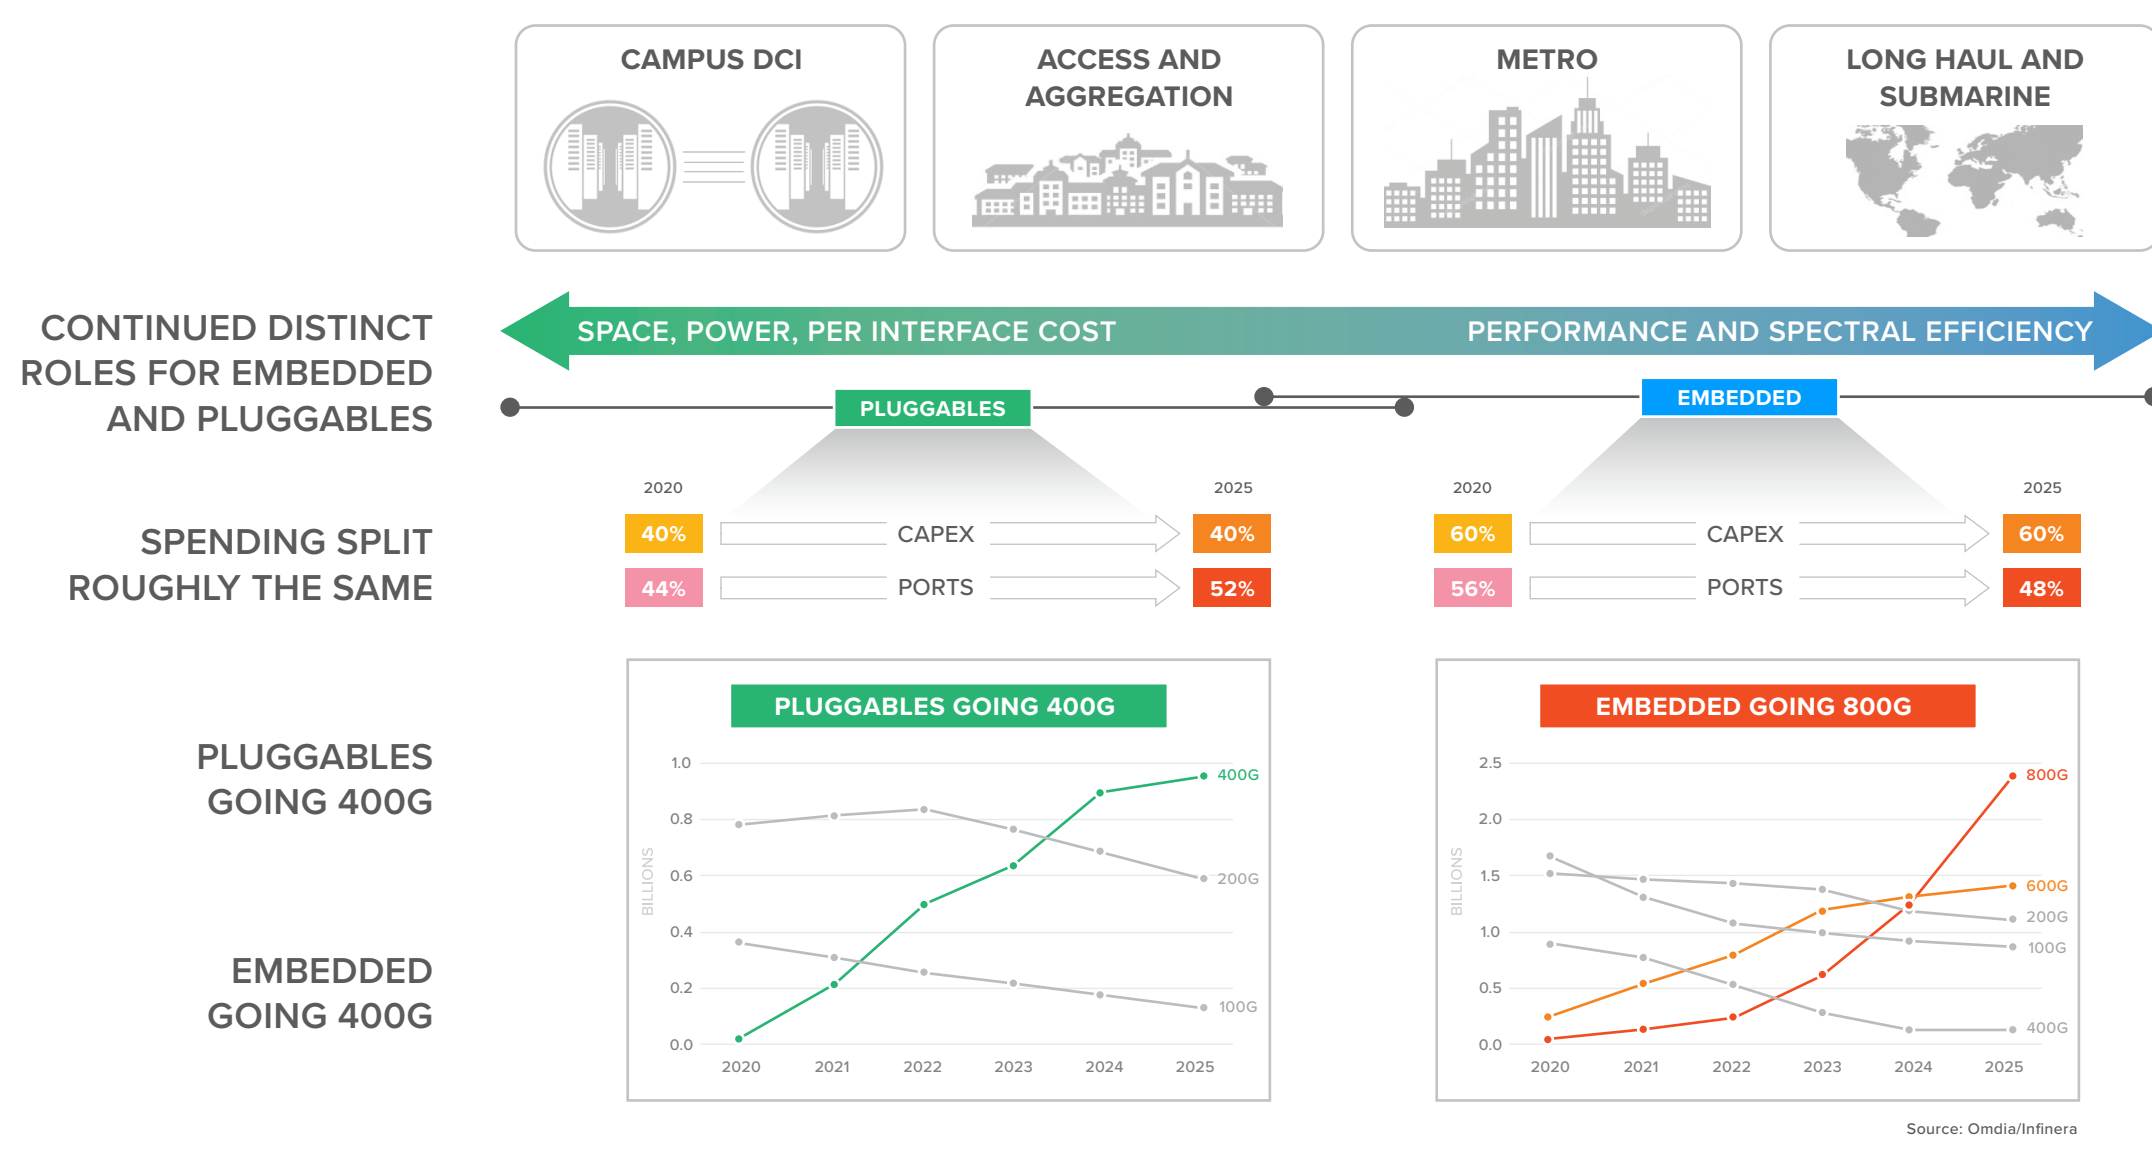 CAMPUS DCI
ACCESS AND
AGGREGATION
METRO
LONG HAUL AND
SUBMARINE
CONTINUED DISTINCT
ROLES FOR EMBEDDED
AND PLUGGABLES
SPACE, POWER, PER INTERFACE COST
PERFORMANCE AND SPECTRAL EFFICIENCY
PLUGGABLES
EMBEDDED
SPENDING SPLIT
ROUGHLY THE SAME
2020
2025
40%
CAPEX
40%
44%
PORTS
52%
2020
2025
60%
CAPEX
60%
56%
PORTS
48%
PLUGGABLES
GOING 400G
EMBEDDED
GOING 400G
PLUGGABLES GOING 400G
BILLIONS
1.0
0.8
0.6
0.4
0.2
0.0
400G
200G
100G
2020
2021
2022
2023
2024
2025
EMBEDDED GOING 800G
BILLIONS
2.5
2.0
1.5
1.0
0.5
0.0
800G
600G
200G
100G
400G
2020
2021
2022
2023
2024
2025
Source: Omdia/Infinera